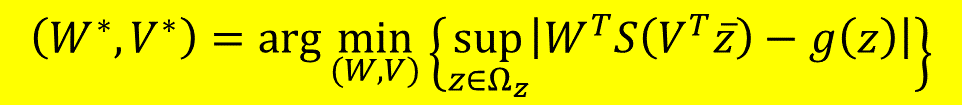 (W*, V*) = arg min_{(W,V)} { sup_{z∈Ω_z} |W^T S(V^T z̄) − g(z)| }